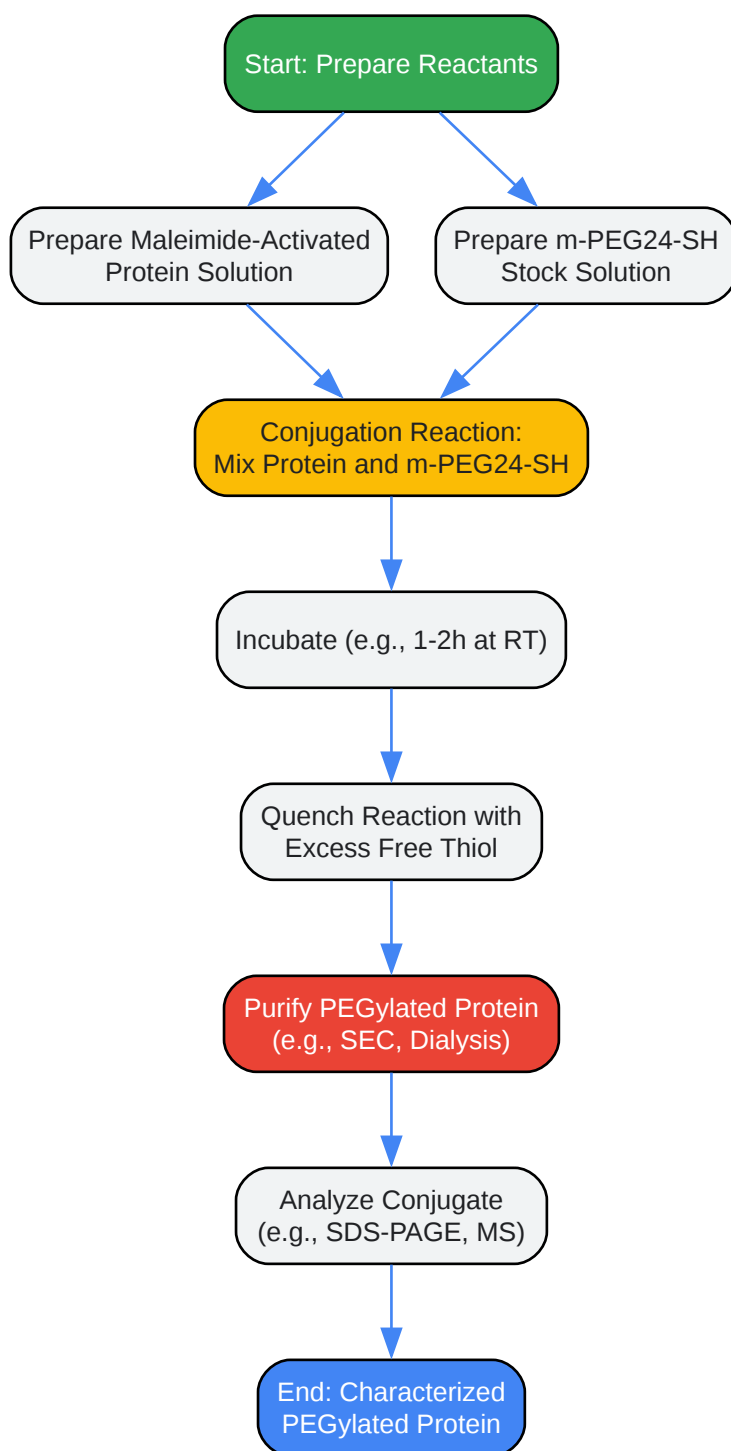 Start: Prepare Reactants
Prepare Maleimide-Activated
Protein Solution
Prepare m-PEG24-SH
Stock Solution
Conjugation Reaction:
Mix Protein and m-PEG24-SH
Incubate (e.g., 1-2h at RT)
Quench Reaction with
Excess Free Thiol
Purify PEGylated Protein
(e.g., SEC, Dialysis)
Analyze Conjugate
(e.g., SDS-PAGE, MS)
End: Characterized
PEGylated Protein